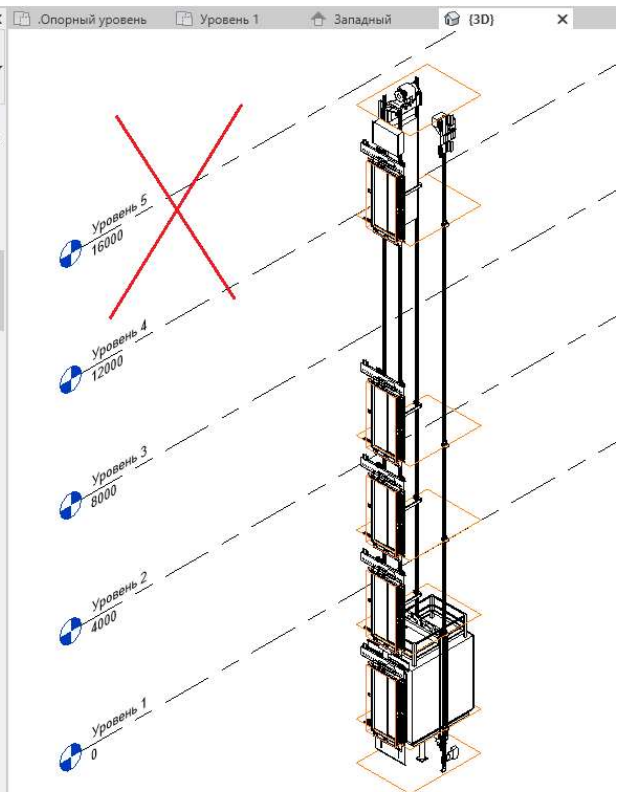 .Опорный уровень
Уровень 1
Западный
{3D}
Уровень 5
16000
Уровень 4
12000
Уровень 3
8000
Уровень 2
4000
Уровень 1
0